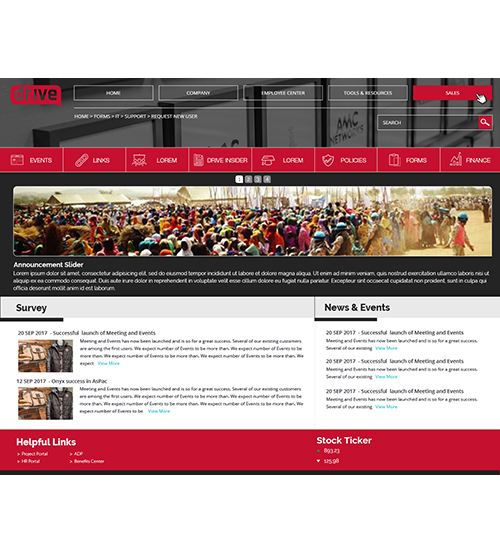 drive
HOME COMPANY EMPLOYEE CENTER TOOLS & RESOURCES SALES
AMC
NETWORKS
HOME > FORMS > IT > SUPPORT > REQUEST NEW USER
SEARCH
EVENTS LINKS LOREM DRIVE INSIDER LOREM POLICIES FORMS FINANCE
1 2 3 4
Announcement Slider
Lorem ipsum dolor sit amet, consectetur adipisicing elit, sed do eiusmod tempor incididunt ut labore et dolore magna aliqua. Ut enim ad minim veniam, quis nostrud exercitation ullamco laboris nisi ut
aliquip ex ea commodo consequat. Duis aute irure dolor in reprehenderit in voluptate velit esse cillum dolore eu fugiat nulla pariatur. Excepteur sint occaecat cupidatat non proident, sunt in culpa qui
officia deserunt mollit anim id est laborum.
Survey
20 SEP 2017 - Successful launch of Meeting and Events
Meeting and Events has now been launched and is so for a great success. Several of our existing customers
are among the first users. We expect number of Events to be more than. We expect number of Events to be
more than. We expect number of Events to be more than. We expect number of Events to be more than. We
expect View More
12 SEP 2017 - Onyx success in AsPac
Meeting and Events has now been launched and is so for a great success. Several of our existing customers
are among the first users. We expect number of Events to be more than. We expect number of Events to be
more than. We expect number of Events to be more than. We expect number of Events to be more than. We
expect number of Events to be View More
News & Events
20 SEP 2017 - Successful launch of Meeting and Events
Meeting and Events has now been launched and is so for a great success.
Several of our existing View More
20 SEP 2017 - Successful launch of Meeting and Events
Meeting and Events has now been launched and is so for a great success.
Several of our existing View More
20 SEP 2017 - Successful launch of Meeting and Events
Meeting and Events has now been launched and is so for a great success.
Several of our existing View More
Helpful Links
> Project Portal > ADP
> HR Portal > Benefits Center
Stock Ticker
893.23
125.98